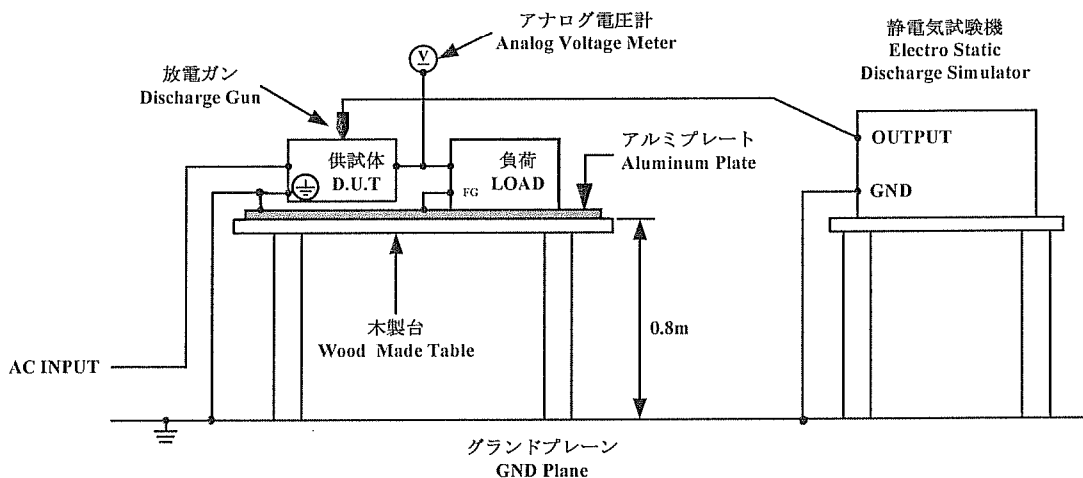 アナログ電圧計
Analog Voltage Meter
静電気試験機
Electro Static
Discharge Simulator
放電ガン
Discharge Gun
V
OUTPUT
GND
アルミプレート
Aluminum Plate
供試体
D.U.T
負荷
LOAD
FG
木製台
Wood Made Table
0.8m
AC INPUT
グランドプレーン
GND Plane